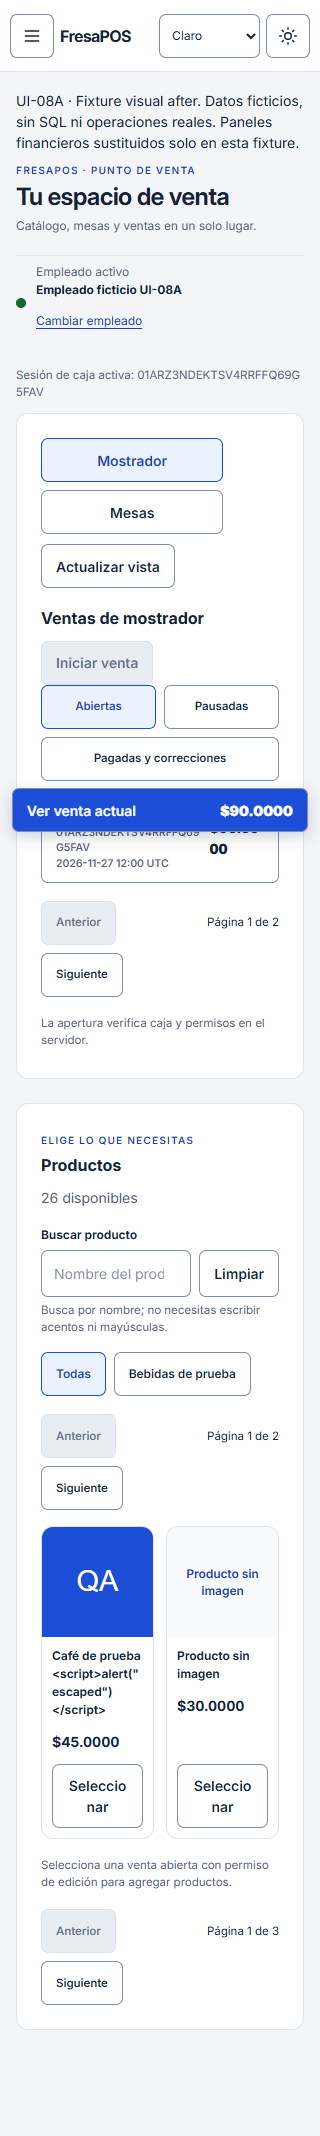 FresaPOS
Claro
UI-08A · Fixture visual after. Datos ficticios,
sin SQL ni operaciones reales. Paneles
financieros sustituidos solo en esta fixture.
FRESAPOS · PUNTO DE VENTA
Tu espacio de venta
Catálogo, mesas y ventas en un solo lugar.
Empleado activo
Empleado ficticio UI-08A
Cambiar empleado
Sesión de caja activa: 01ARZ3NDEKTSV4RRFFQ69G
5FAV
Mostrador
Mesas
Actualizar vista
Ventas de mostrador
Iniciar venta
Abiertas
Pausadas
Pagadas y correcciones
Ver venta actual $90.0000
01ARZ3NDEKTSV4RRFFQ69
G5FAV
00
2026-11-27 12:00 UTC
Anterior
Página 1 de 2
Siguiente
La apertura verifica caja y permisos en el
servidor.
ELIGE LO QUE NECESITAS
Productos
26 disponibles
Buscar producto
Nombre del prod
Limpiar
Busca por nombre; no necesitas escribir
acentos ni mayúsculas.
Todas
Bebidas de prueba
Anterior
Página 1 de 2
Siguiente
QA
Café de prueba
<script>alert("
escaped")
</script>
$45.0000
Seleccio
nar
Producto sin
imagen
Producto sin
imagen
$30.0000
Seleccio
nar
Selecciona una venta abierta con permiso
de edición para agregar productos.
Anterior
Página 1 de 3
Siguiente